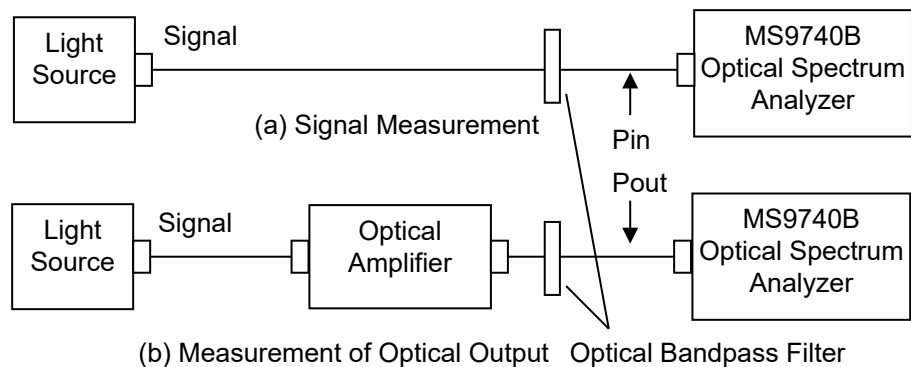 Light
Source
Signal
MS9740B
Optical Spectrum
Analyzer
(a) Signal Measurement
Pin
Pout
Light
Source
Signal
Optical
Amplifier
MS9740B
Optical Spectrum
Analyzer
(b) Measurement of Optical Output
Optical Bandpass Filter